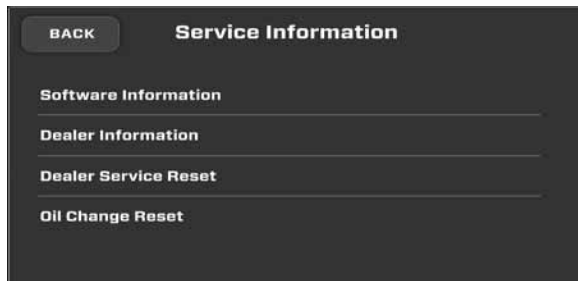 BACK
Service Information
Software Information
Dealer Information
Dealer Service Reset
Oil Change Reset